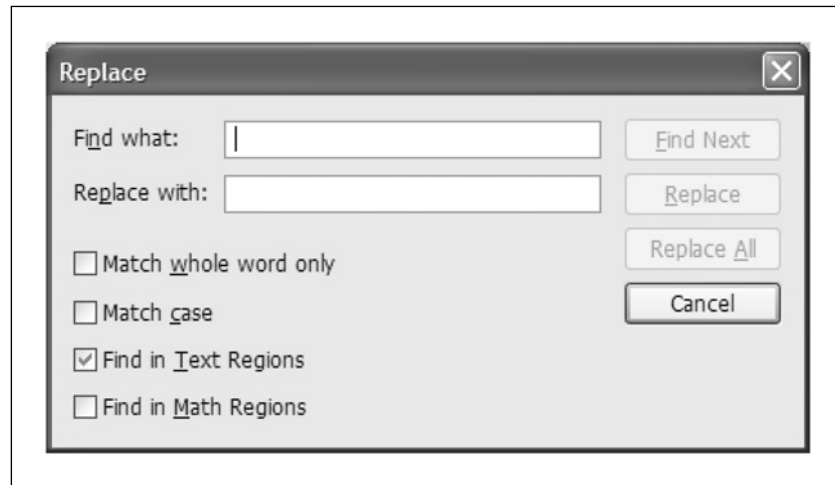 Replace
Find what:
Find Next
Replace with:
Replace
Replace All
Match whole word only
Match case
Cancel
Find in Text Regions
Find in Math Regions